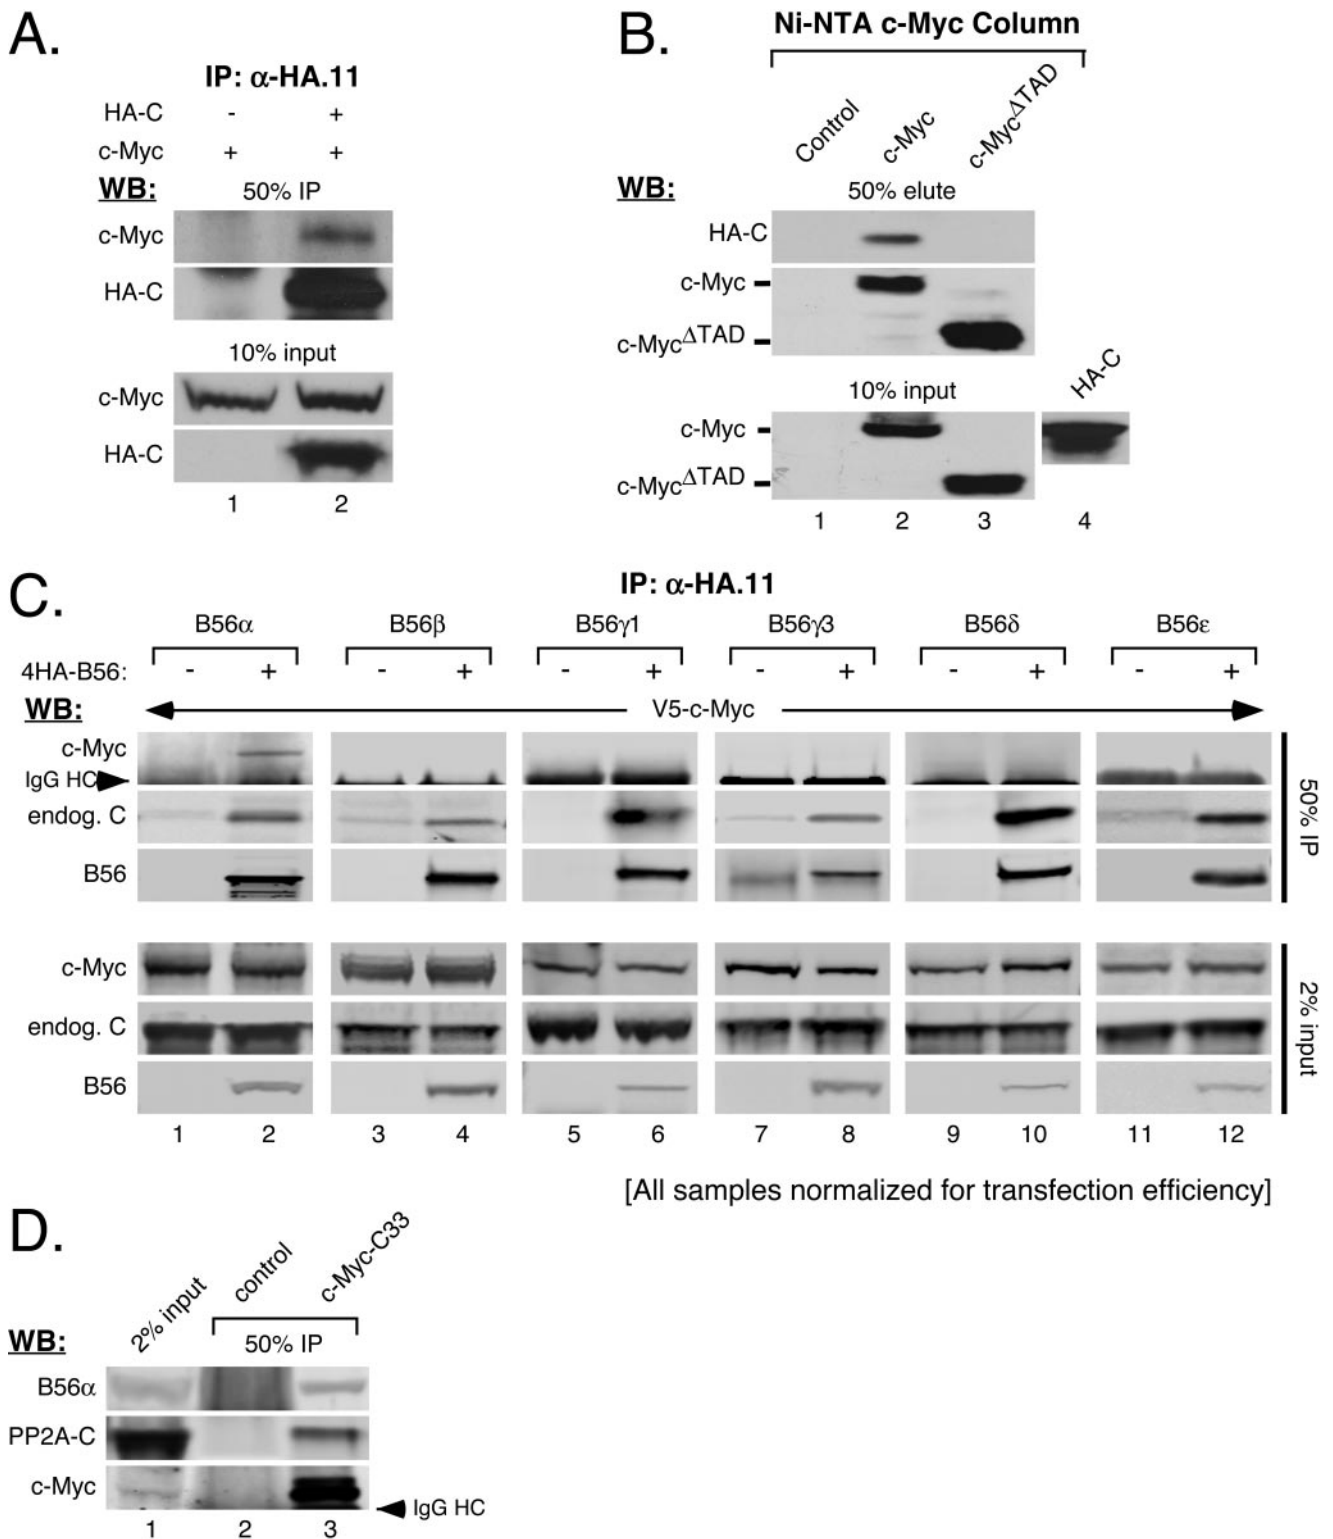 A.
IP: α-HA.11
HA-C - +
c-Myc + +
WB: 50% IP
c-Myc
HA-C
10% input
c-Myc
HA-C
1 2
B.
Ni-NTA c-Myc Column
Control c-Myc c-MycΔTAD
WB: 50% elute
HA-C
c-Myc
c-MycΔTAD
10% input HA-C
c-Myc
c-MycΔTAD
1 2 3 4
C.
IP: α-HA.11
B56α B56β B56γ1 B56γ3 B56δ B56ε
4HA-B56: - + - + - + - + - + - +
WB: V5-c-Myc
c-Myc
IgG HC
endog. C
B56
50% IP
c-Myc
endog. C
B56
2% input
1 2 3 4 5 6 7 8 9 10 11 12
[All samples normalized for transfection efficiency]
D.
2% input control c-Myc-C33
WB: 50% IP
B56α
PP2A-C
c-Myc
IgG HC
1 2 3